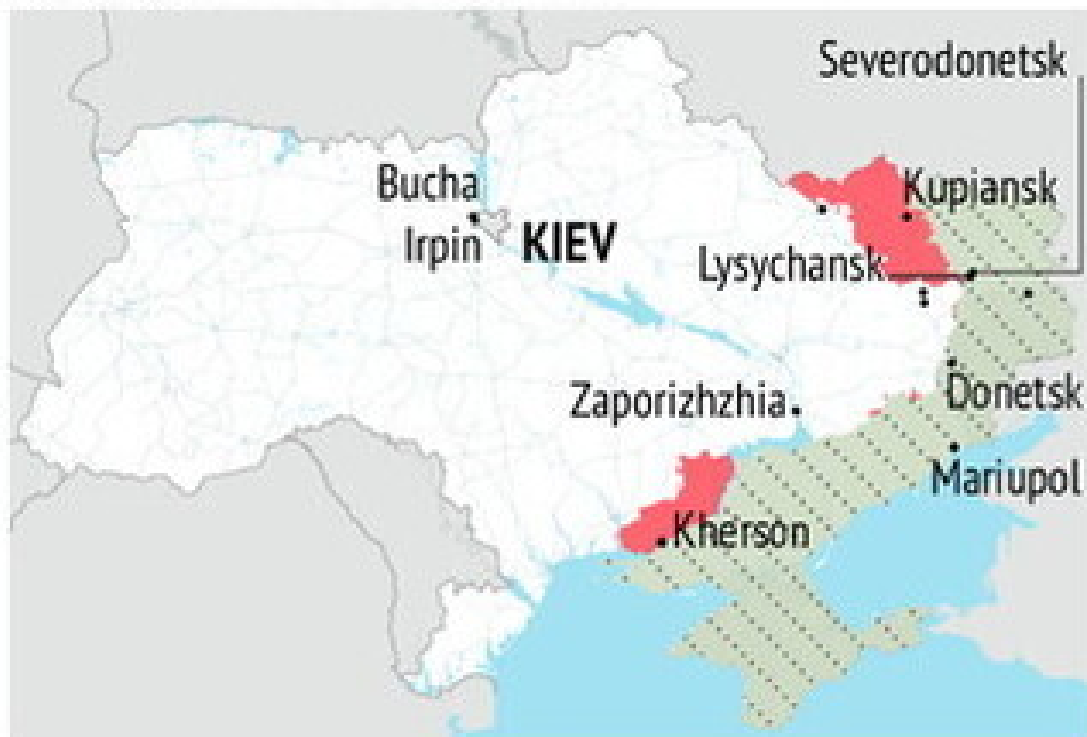 Severodonetsk
Bucha
Kupiansk
Irpin
KIEV
Lysychansk
Zaporizhzhia
Donetsk
Mariupol
Kherson